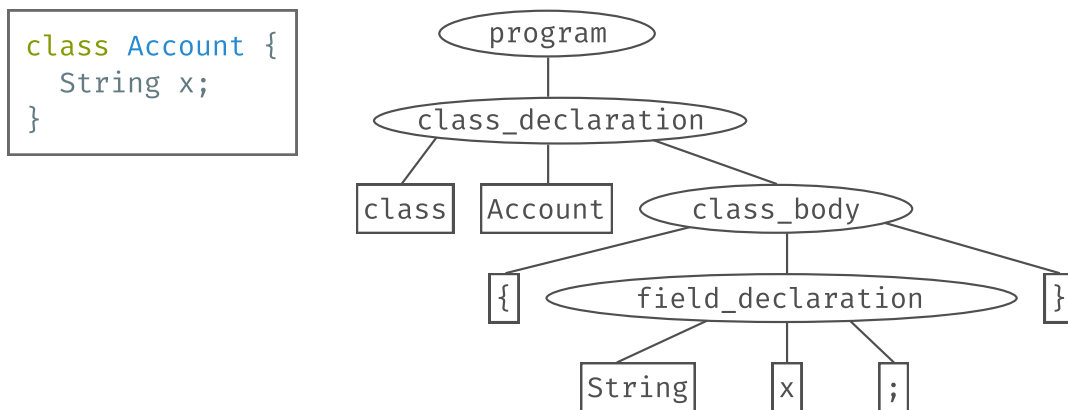 class Account {
  String x;
}
program
class_declaration
class Account class_body
{ field_declaration }
String x ;